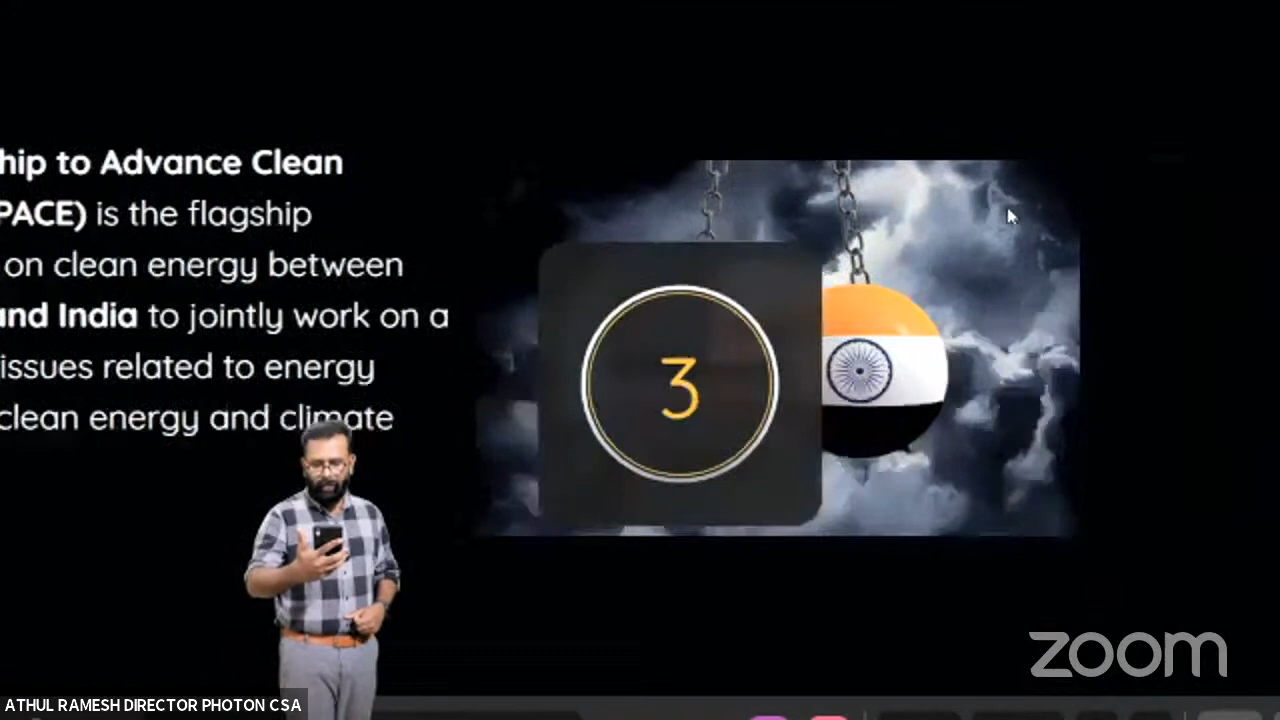 hip to Advance Clean
PACE) is the flagship
on clean energy between
and India to jointly work on a
issues related to energy
clean energy and climate
3
zoom
ATHUL RAMESH DIRECTOR PHOTON CSA